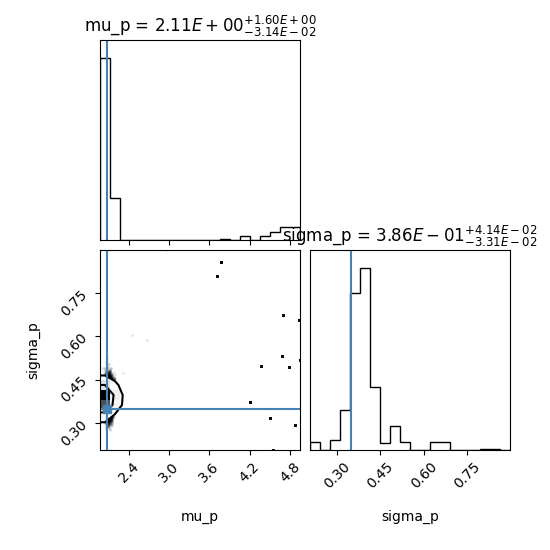 mu_p = 2.11E + 00+1.60E + 00 −3.14E − 02
sigma_p = 3.86E − 01+4.14E − 02 −3.31E − 02
sigma_p
0.75
0.60
0.45
0.30
2.4 3.0 3.6 4.2 4.8
0.30 0.45 0.60 0.75
mu_p
sigma_p